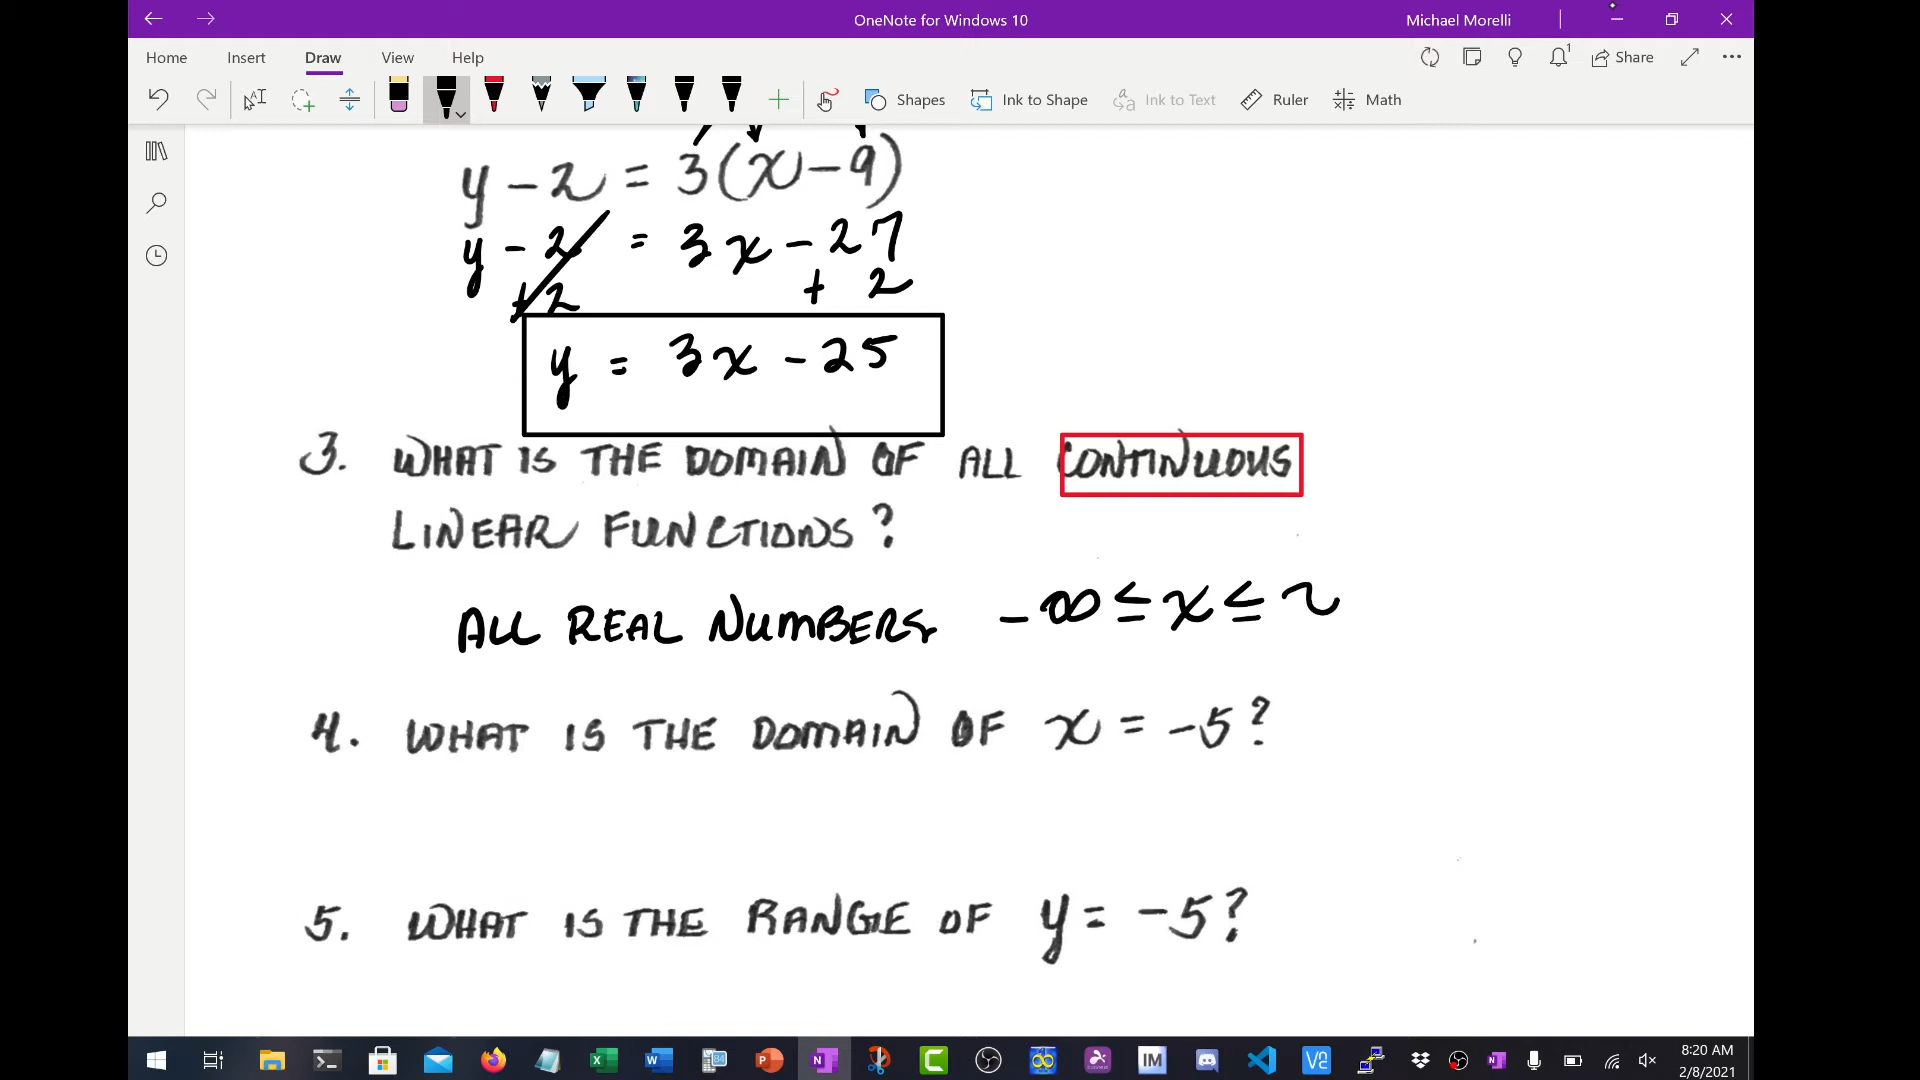 OneNote for Windows 10
Michael Morelli
Home Insert Draw View Help
1 Share
Shapes Ink to Shape Ink to Text Ruler Math
y - 2 = 3(x - 9)
y - 2 = 3x - 27
+2 + 2
y = 3x - 25
3. WHAT IS THE DOMAIN OF ALL CONTINUOUS
LINEAR FUNCTIONS?
ALL REAL NUMBERS -∞ ≤ x ≤
4. WHAT IS THE DOMAIN OF x = -5?
5. WHAT IS THE RANGE OF y = -5?
84 IM
8:20 AM
2/8/2021